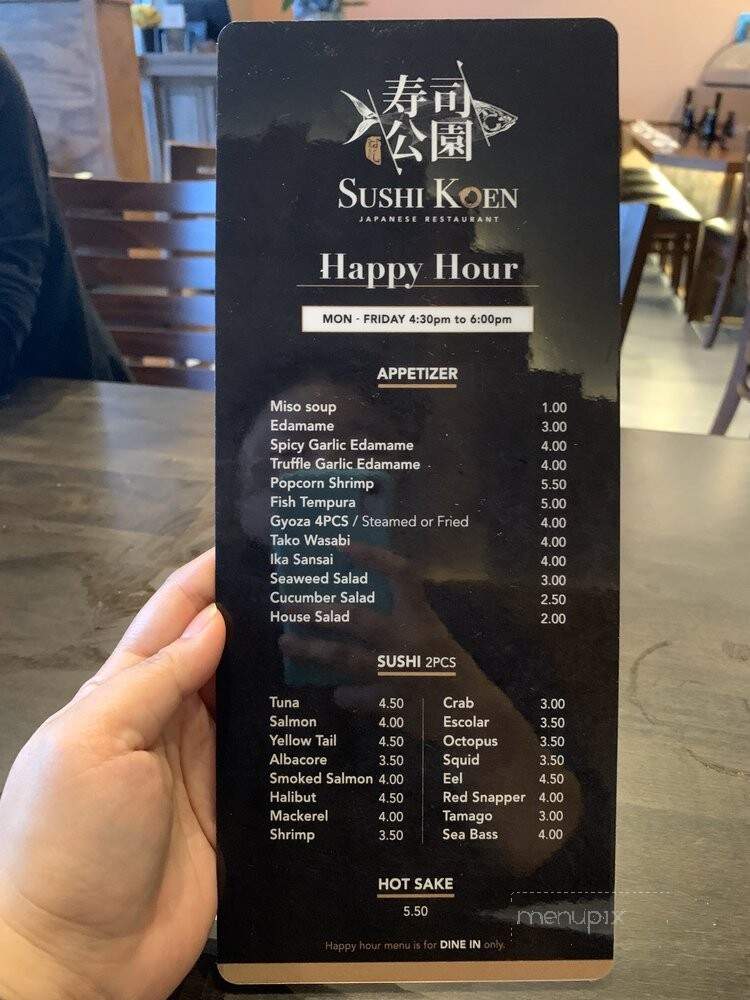 寿司
公園
SUSHI KOEN
JAPANESE RESTAURANT
Happy Hour
MON - FRIDAY 4:30pm to 6:00pm
APPETIZER
Miso soup 1.00
Edamame 3.00
Spicy Garlic Edamame 4.00
Truffle Garlic Edamame 4.00
Popcorn Shrimp 5.50
Fish Tempura 5.00
Gyoza 4PCS / Steamed or Fried 4.00
Tako Wasabi 4.00
Ika Sansai 4.00
Seaweed Salad 3.00
Cucumber Salad 2.50
House Salad 2.00
SUSHI 2PCS
Tuna 4.50
Salmon 4.00
Yellow Tail 4.50
Albacore 3.50
Smoked Salmon 4.00
Halibut 4.50
Mackerel 4.00
Shrimp 3.50
Crab 3.00
Escolar 3.50
Octopus 3.50
Squid 3.50
Eel 4.50
Red Snapper 4.00
Tamago 3.00
Sea Bass 4.00
HOT SAKE
5.50
menupix
Happy hour menu is for DINE IN only.